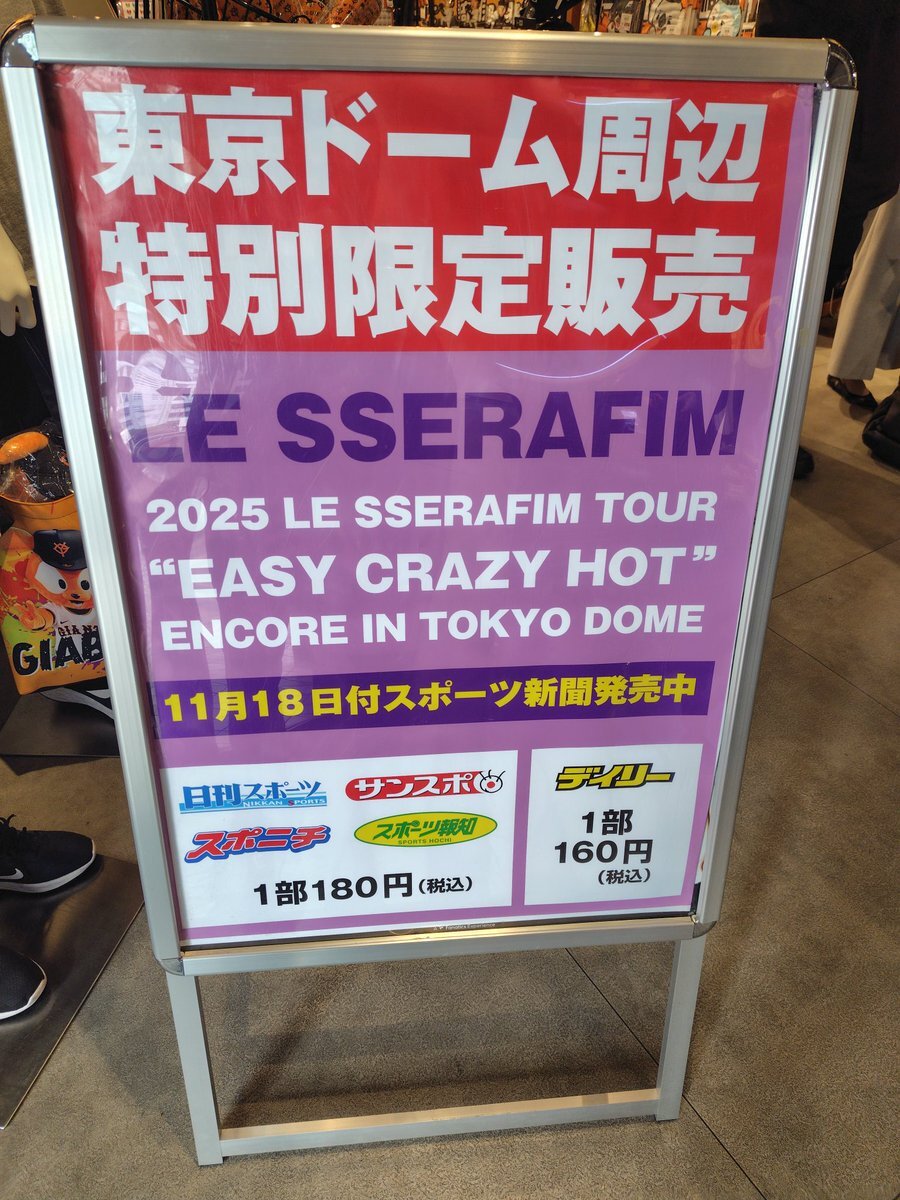 東京ドーム周辺
特別限定販売
LE SSERAFIM
2025 LE SSERAFIM TOUR
“EASY CRAZY HOT”
ENCORE IN TOKYO DOME
11月18日付スポーツ新聞発売中
日刊スポーツ
NIKKAN SPORTS
サンスポ
スポニチ
スポーツ報知
SPORTS HOCHI
1部180円(税込)
デイリー
1部
160円
(税込)
Fanatics Experience
GIANT
GIAB